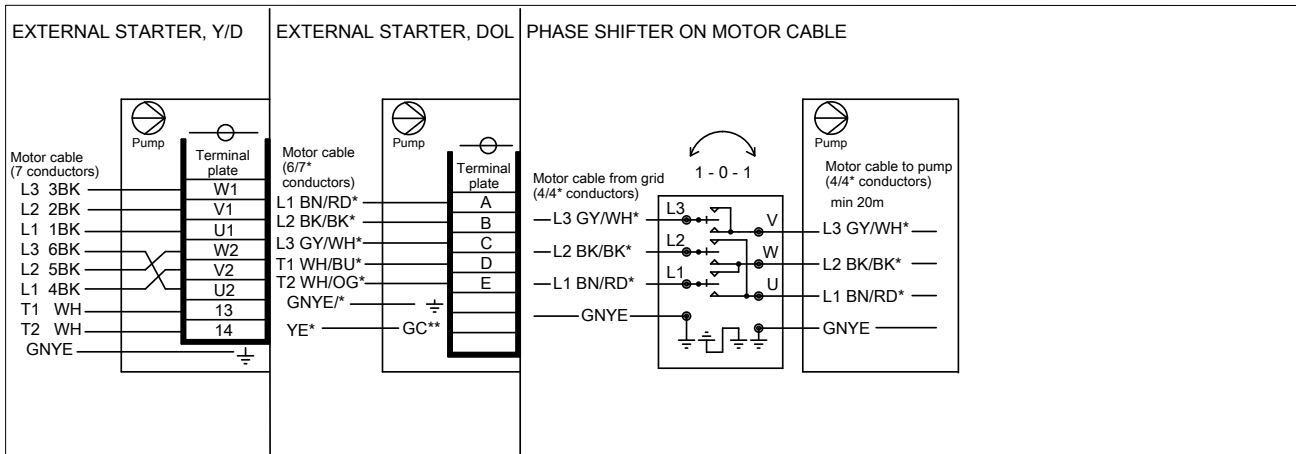 EXTERNAL STARTER, Y/D
Pump
Motor cable
(7 conductors)
Terminal
plate
L3 3BK W1
L2 2BK V1
L1 1BK U1
L3 6BK W2
L2 5BK V2
L1 4BK U2
T1 WH 13
T2 WH 14
GNYE
EXTERNAL STARTER, DOL
Pump
Motor cable
(6/7*
conductors)
Terminal
plate
L1 BN/RD* A
L2 BK/BK* B
L3 GY/WH* C
T1 WH/BU* D
T2 WH/OG* E
GNYE/*
YE* GC**
PHASE SHIFTER ON MOTOR CABLE
1 - 0 - 1
Motor cable from grid
(4/4* conductors)
L3 GY/WH*
L2 BK/BK*
L1 BN/RD*
GNYE
L3
L2
L1
V
W
U
Pump
Motor cable to pump
(4/4* conductors)
min 20m
L3 GY/WH*
L2 BK/BK*
L1 BN/RD*
GNYE